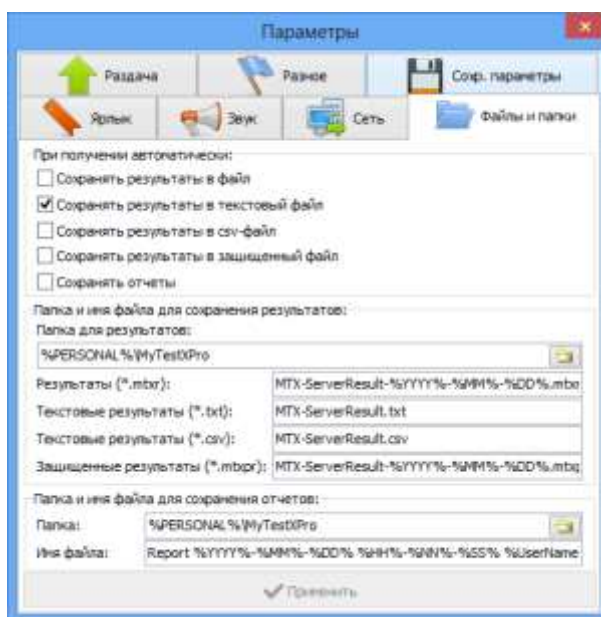 Параметры
Раздача
Разное
Сохр. параметры
Ярлык
Звук
Сеть
Файлы и папки
При получении автоматически:
Сохранять результаты в файл
Сохранять результаты в текстовый файл
Сохранять результаты в csv-файл
Сохранять результаты в защищенный файл
Сохранять отчеты
Папка и имя файла для сохранения результатов:
Папка для результатов:
%PERSONAL%\MyTestXPro
Результаты (*.mtxr): MTX-ServerResult-%YYYY%-%MM%-%DD%.mtxr
Текстовые результаты (*.txt): MTX-ServerResult.txt
Текстовые результаты (*.csv): MTX-ServerResult.csv
Защищенные результаты (*.mtxpr): MTX-ServerResult-%YYYY%-%MM%-%DD%.mtxp
Папка и имя файла для сохранения отчетов:
Папка: %PERSONAL%\MyTestXPro
Имя файла: Report %YYYY%-%MM%-%DD% %HH%-%NN%-%SS% %UserName
Применить